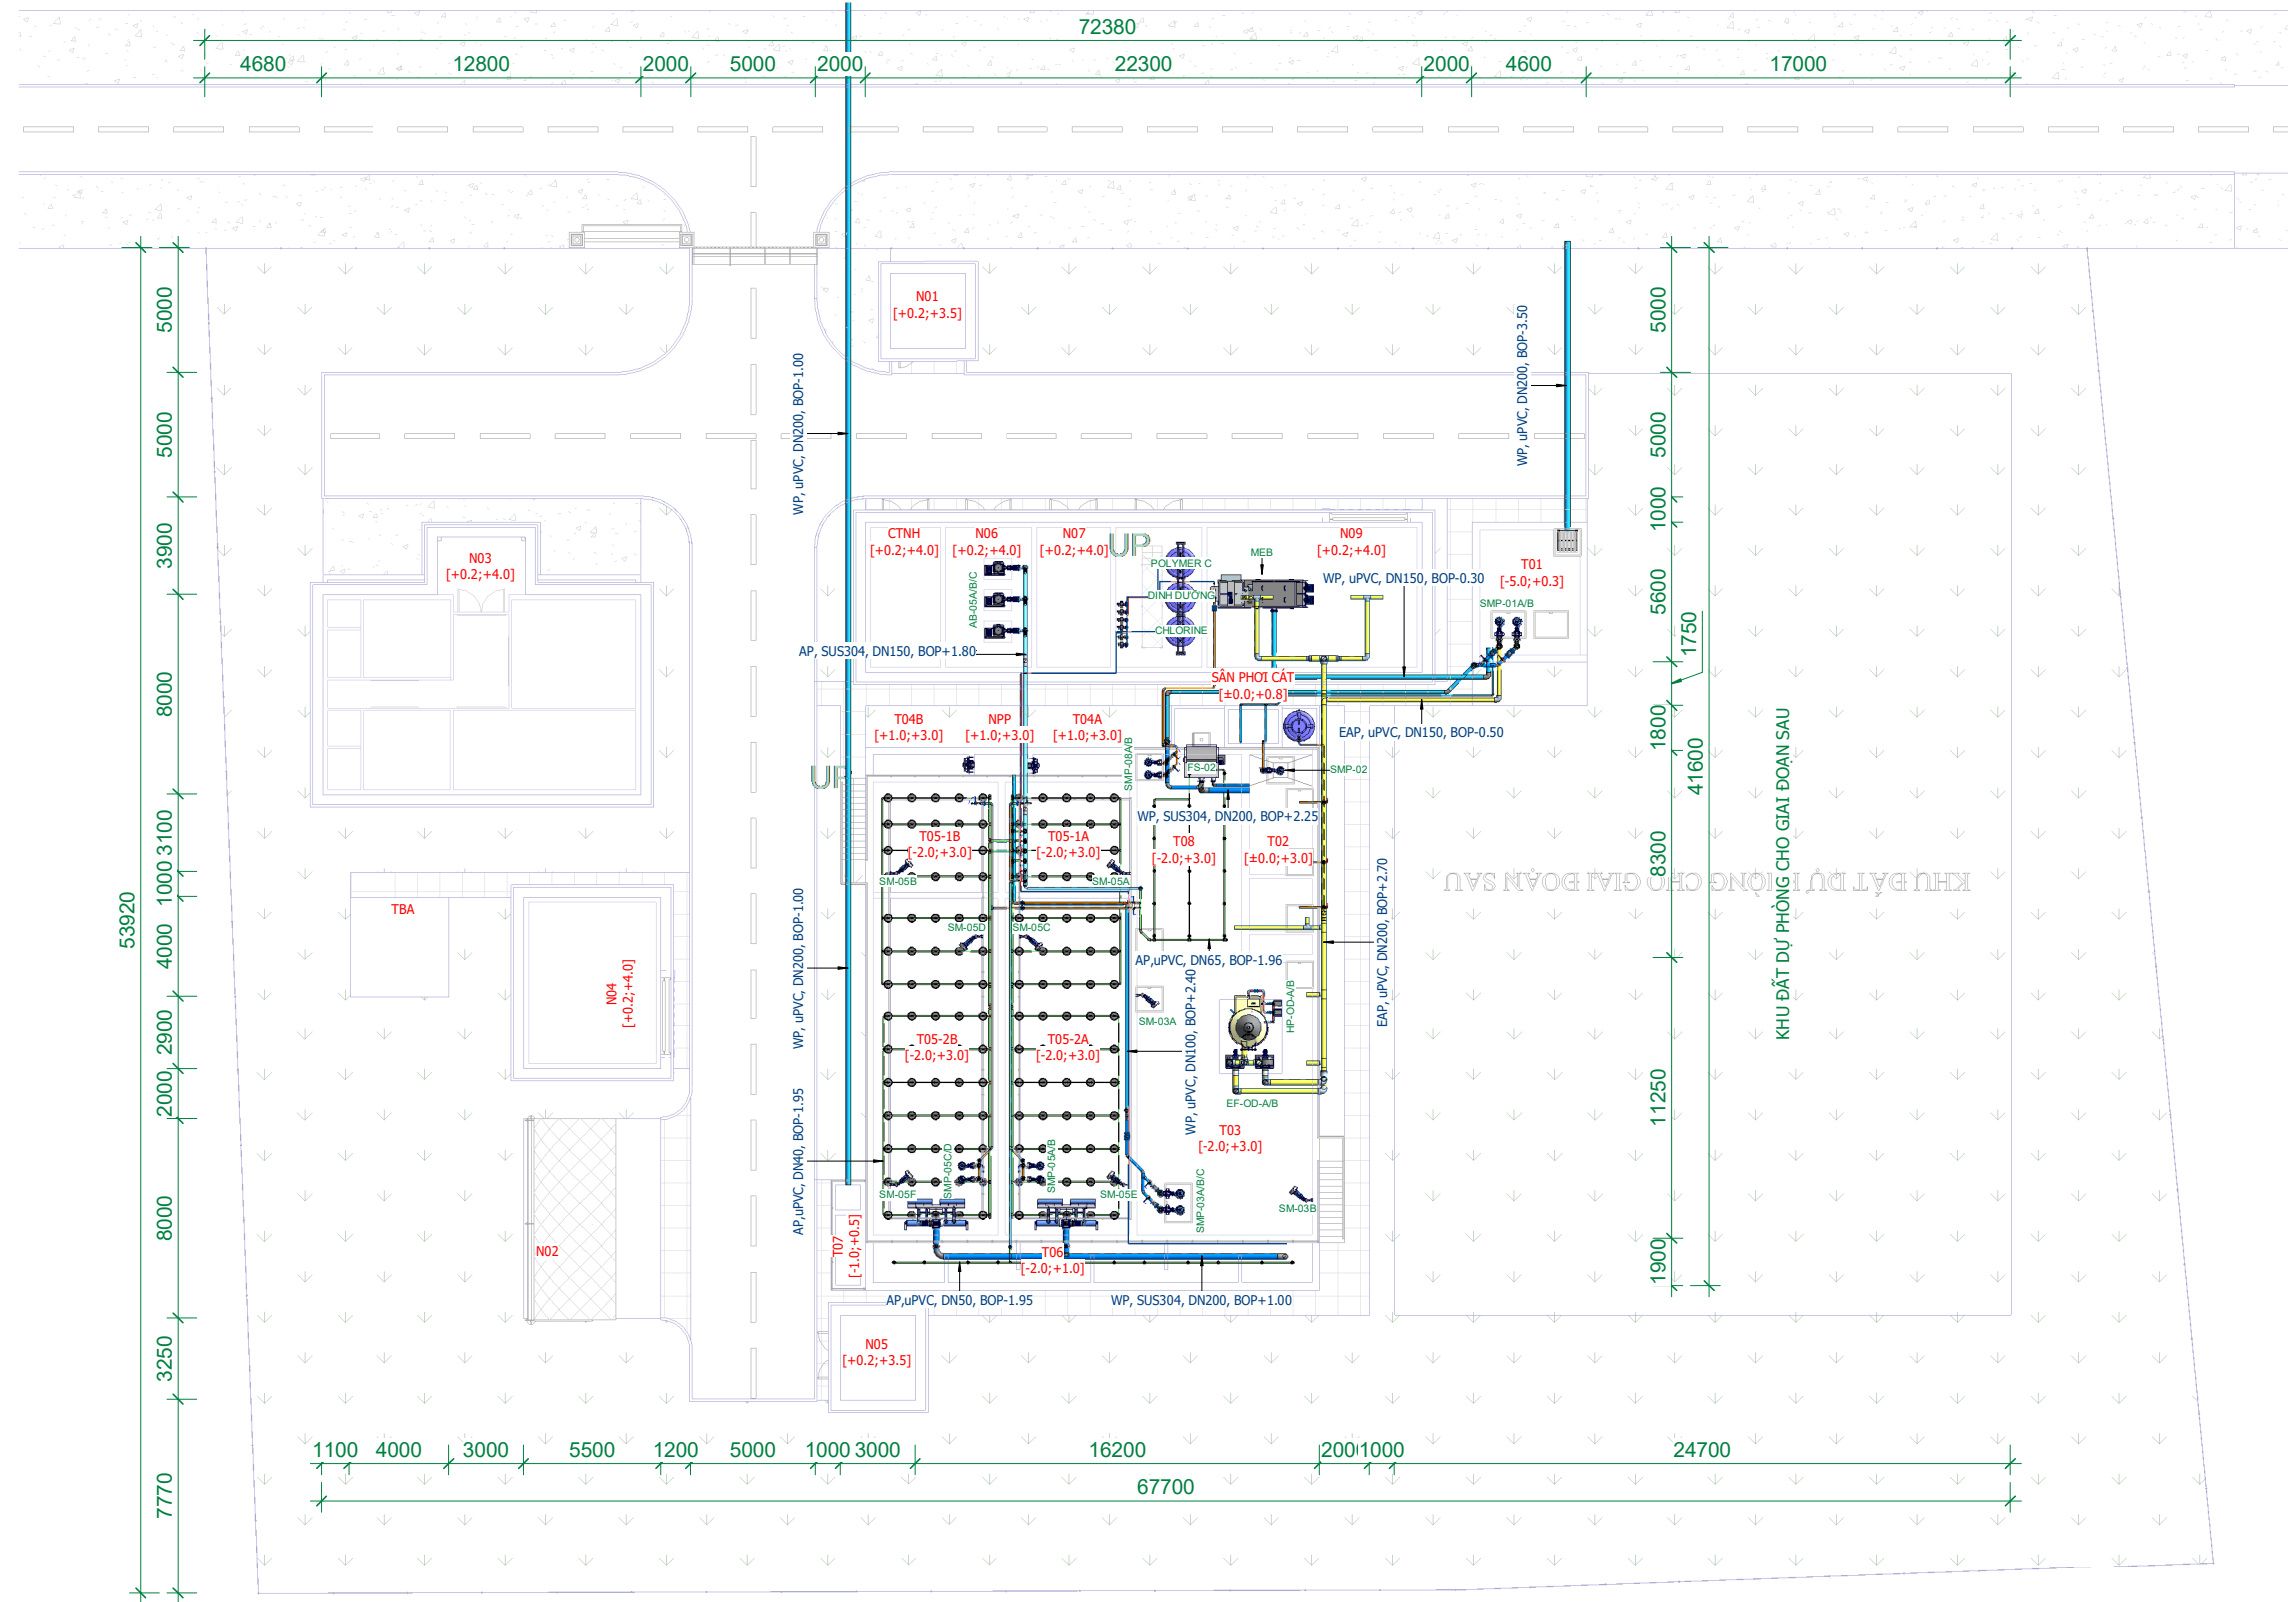 72380
4680
12800
2000
5000
2000
22300
2000
4600
17000
N01
[+0.2;+3.5]
5000
5000
3900
8000
3100
1000
4000
2900
2000
8000
3250
7770
53920
5000
5000
1000
5600
1750
1800
8300
11250
1900
41600
WP, uPVC, DN200, BOP-1.00
WP, uPVC, DN200, BOP-3.50
N03
[+0.2;+4.0]
CTNH
[+0.2;+4.0]
N06
[+0.2;+4.0]
N07
[+0.2;+4.0]
UP
N09
[+0.2;+4.0]
MEB
POLYMER C
DINH DƯỠNG
CHLORINE
AB-05A/B/C
T01
[-5.0;+0.3]
SMP-01A/B
WP, uPVC, DN150, BOP-0.30
AP, SUS304, DN150, BOP+1.80
SÂN PHƠI CÁT
[±0.0;+0.8]
EAP, uPVC, DN150, BOP-0.50
T04B
[+1.0;+3.0]
NPP
[+1.0;+3.0]
T04A
[+1.0;+3.0]
UP
SMP-08A/B
FS-02
SMP-02
WP, SUS304, DN200, BOP+2.25
T05-1B
[-2.0;+3.0]
T05-1A
[-2.0;+3.0]
T08
[-2.0;+3.0]
T02
[±0.0;+3.0]
SM-05B
SM-05A
SM-05D
SM-05C
TBA
N04
[+0.2;+4.0]
WP, uPVC, DN200, BOP-1.00
EAP, uPVC, DN200, BOP+2.70
AP,uPVC, DN65, BOP-1.96
WP, uPVC, DN100, BOP+2.40
SM-03A
HP-OD-A/B
EF-OD-A/B
KHU ĐẤT DỰ PHÒNG CHO GIAI ĐOẠN SAU
KHU ĐẤT DỰ PHÒNG CHO GIAI ĐOẠN SAU
T05-2B
[-2.0;+3.0]
T05-2A
[-2.0;+3.0]
T03
[-2.0;+3.0]
AP,uPVC, DN40, BOP-1.95
SM-05F
SMP-05C/D
SMP-05A/B
SM-05E
SMP-03A/B/C
SM-03B
N02
T07
[-1.0;+0.5]
T06
[-2.0;+1.0]
AP,uPVC, DN50, BOP-1.95
WP, SUS304, DN200, BOP+1.00
N05
[+0.2;+3.5]
1100
4000
3000
5500
1200
5000
1000
3000
16200
2000
1000
24700
67700